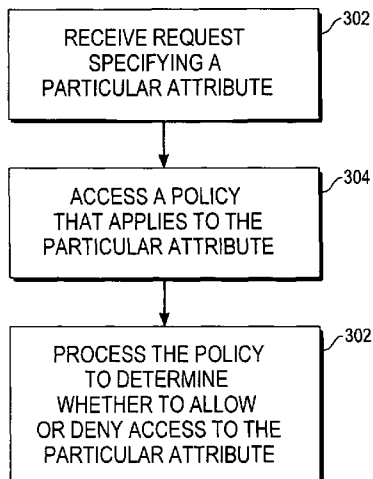 RECEIVE REQUEST
SPECIFYING A
PARTICULAR ATTRIBUTE
302
ACCESS A POLICY
THAT APPLIES TO THE
PARTICULAR ATTRIBUTE
304
PROCESS THE POLICY
TO DETERMINE
WHETHER TO ALLOW
OR DENY ACCESS TO THE
PARTICULAR ATTRIBUTE
302